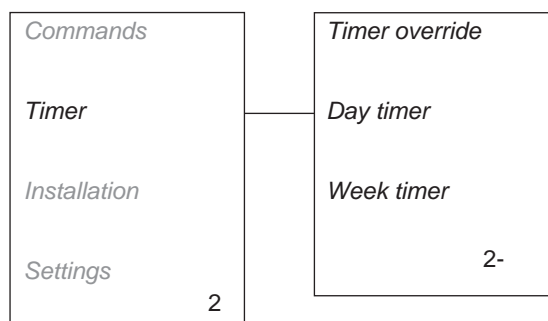 Commands
Timer
Installation
Settings
2
Timer override
Day timer
Week timer
2-